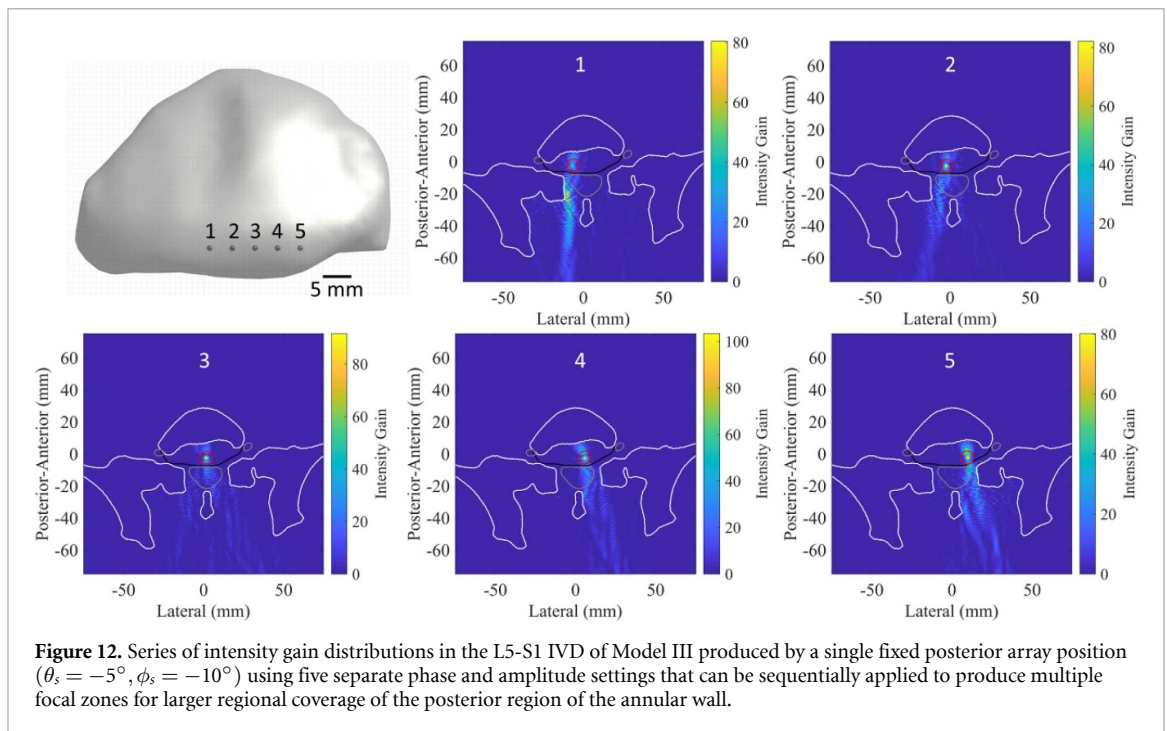 1 2 3 4 5
5 mm
1
Posterior-Anterior (mm)
60
40
20
0
-20
-40
-60
-50 0 50
Lateral (mm)
80
60
40
20
0
Intensity Gain
2
Posterior-Anterior (mm)
60
40
20
0
-20
-40
-60
-50 0 50
Lateral (mm)
80
60
40
20
0
Intensity Gain
3
Posterior-Anterior (mm)
60
40
20
0
-20
-40
-60
-50 0 50
Lateral (mm)
80
60
40
20
0
Intensity Gain
4
Posterior-Anterior (mm)
60
40
20
0
-20
-40
-60
-50 0 50
Lateral (mm)
100
80
60
40
20
0
Intensity Gain
5
Posterior-Anterior (mm)
60
40
20
0
-20
-40
-60
-50 0 50
Lateral (mm)
80
60
40
20
0
Intensity Gain
Figure 12. Series of intensity gain distributions in the L5-S1 IVD of Model III produced by a single fixed posterior array position
(θs = −5°, ϕs = −10°) using five separate phase and amplitude settings that can be sequentially applied to produce multiple
focal zones for larger regional coverage of the posterior region of the annular wall.